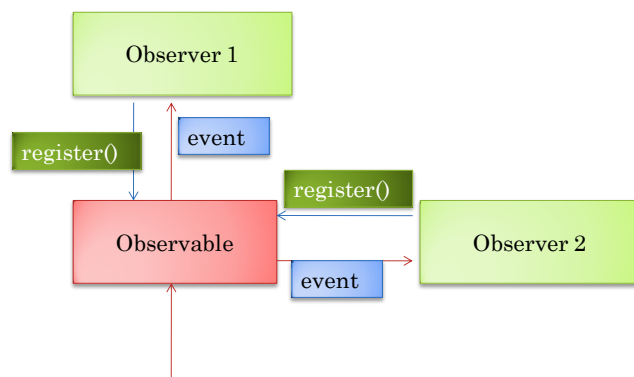 Observer 1
register()
event
register()
Observable
Observer 2
event